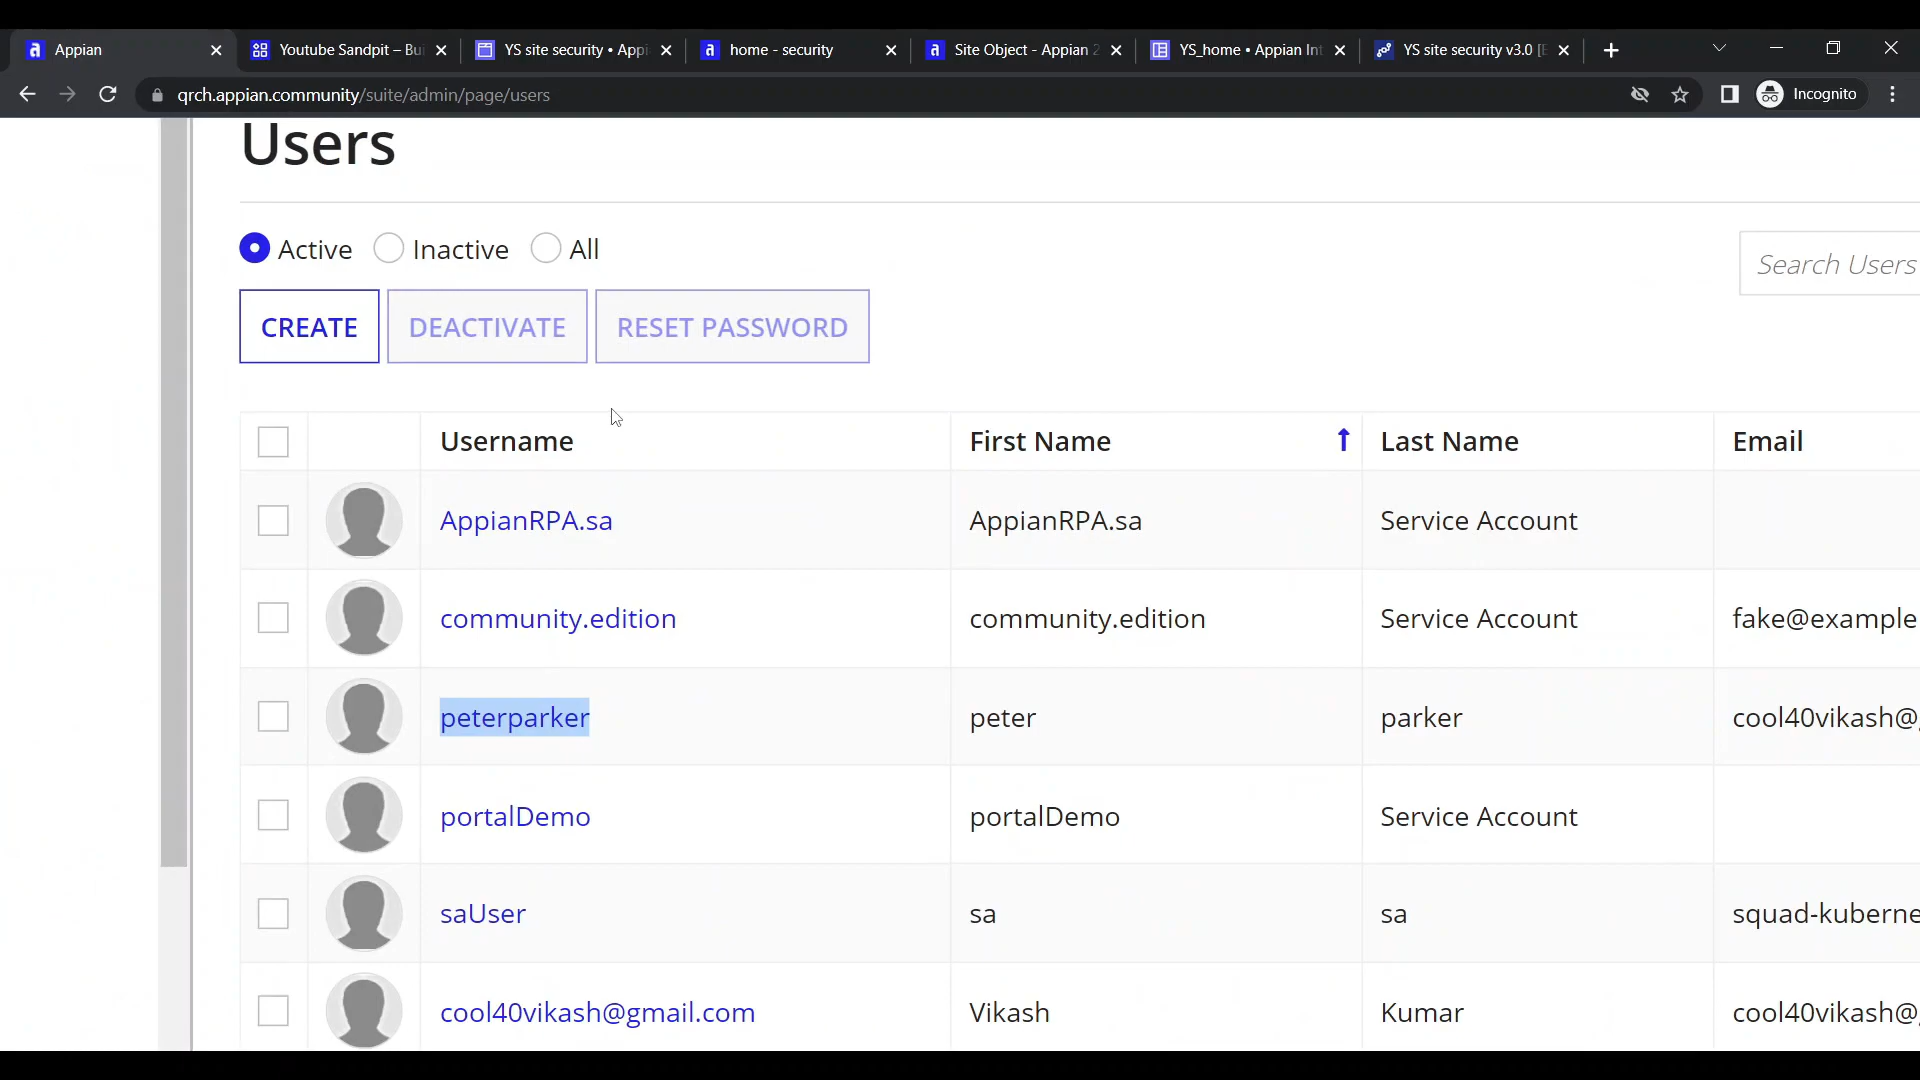 Appian
Youtube Sandpit – Bui
YS site security • Appi
home - security
Site Object - Appian 2
YS_home • Appian Int
YS site security v3.0 [E
qrch.appian.community/suite/admin/page/users
Incognito
Users
Active Inactive All
Search Users
CREATE DEACTIVATE RESET PASSWORD
Username First Name Last Name Email
AppianRPA.sa AppianRPA.sa Service Account
community.edition community.edition Service Account fake@example
peterparker peter parker cool40vikash@
portalDemo portalDemo Service Account
saUser sa sa squad-kuberne
cool40vikash@gmail.com Vikash Kumar cool40vikash@